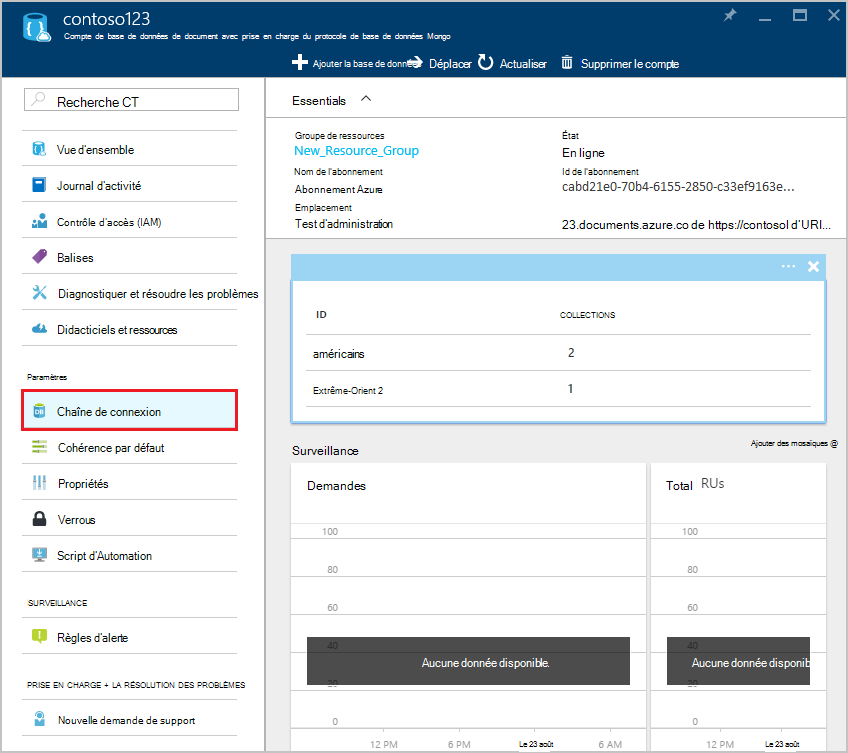 contoso123
Compte de base de données de document avec prise en charge du protocole de base de données Mongo
Ajouter la base de données Déplacer Actualiser Supprimer le compte
Recherche CT
Vue d'ensemble
Journal d'activité
Contrôle d'accès (IAM)
Balises
Diagnostiquer et résoudre les problèmes
Didacticiels et ressources
Paramètres
Chaîne de connexion
Cohérence par défaut
Propriétés
Verrous
Script d'Automation
SURVEILLANCE
Règles d'alerte
PRISE EN CHARGE + LA RÉSOLUTION DES PROBLÈMES
Nouvelle demande de support
Essentials
Groupe de ressources
New_Resource_Group
Nom de l'abonnement
Abonnement Azure
Emplacement
Test d'administration
État
En ligne
Id de l'abonnement
cabd21e0-70b4-6155-2850-c33ef9163e...
23.documents.azure.co de https://contosol d'URI...
ID COLLECTIONS
américains 2
Extrême-Orient 2 1
Surveillance
Ajouter des mosaïques @
Demandes
100
80
60
40
Aucune donnée disponible.
20
0
12 PM 6 PM Le 23 août 6 AM
Total RUs
100
80
60
40
Aucune donnée disponib
20
0
12 PM Le 23 août